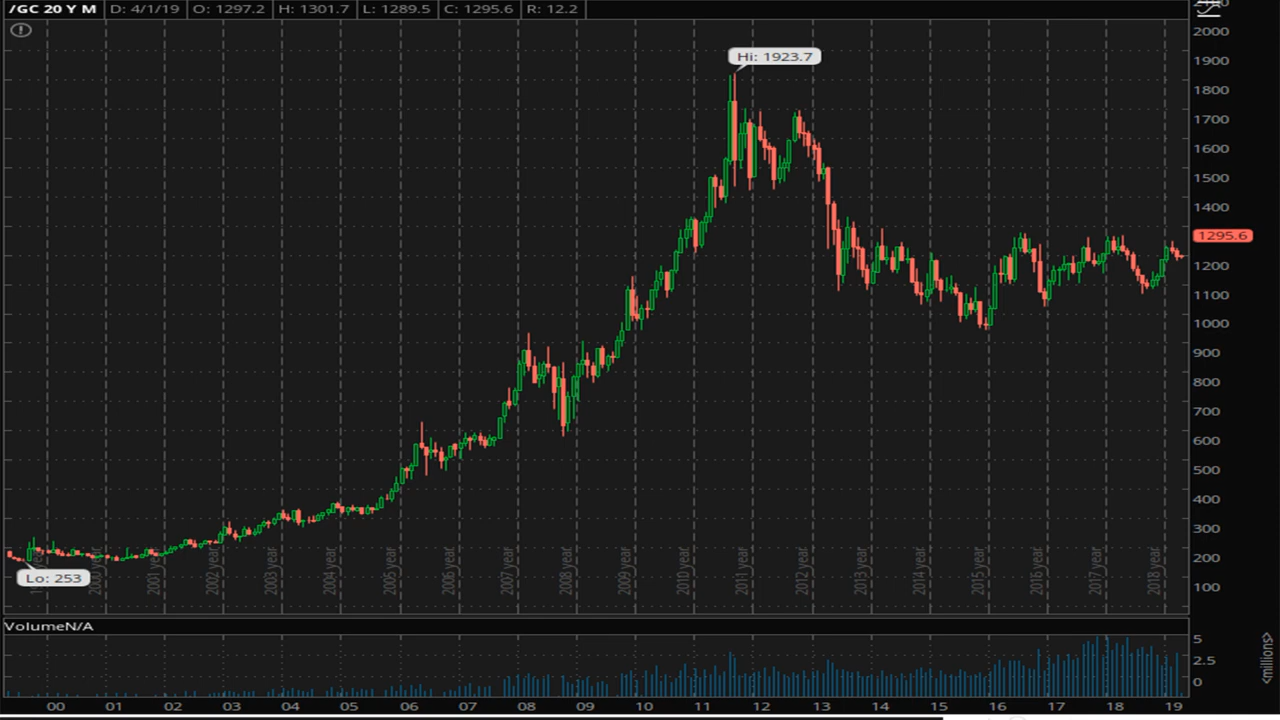 /GC 20 Y M D: 4/1/19 O: 1297.2 H: 1301.7 L: 1289.5 C: 1295.6 R: 12.2
2000
Hi: 1923.7
1900
1800
1700
1600
1500
1400
1295.6
1200
1100
1000
900
800
700
600
500
400
300
200
Lo: 253
100
2001 year
2002 year
2003 year
2004 year
2005 year
2006 year
2007 year
2008 year
2009 year
2010 year
2011 year
2012 year
2013 year
2014 year
2015 year
2016 year
2017 year
2018 year
VolumeN/A
5
2.5
0
<millions>
00 01 02 03 04 05 06 07 08 09 10 11 12 13 14 15 16 17 18 19